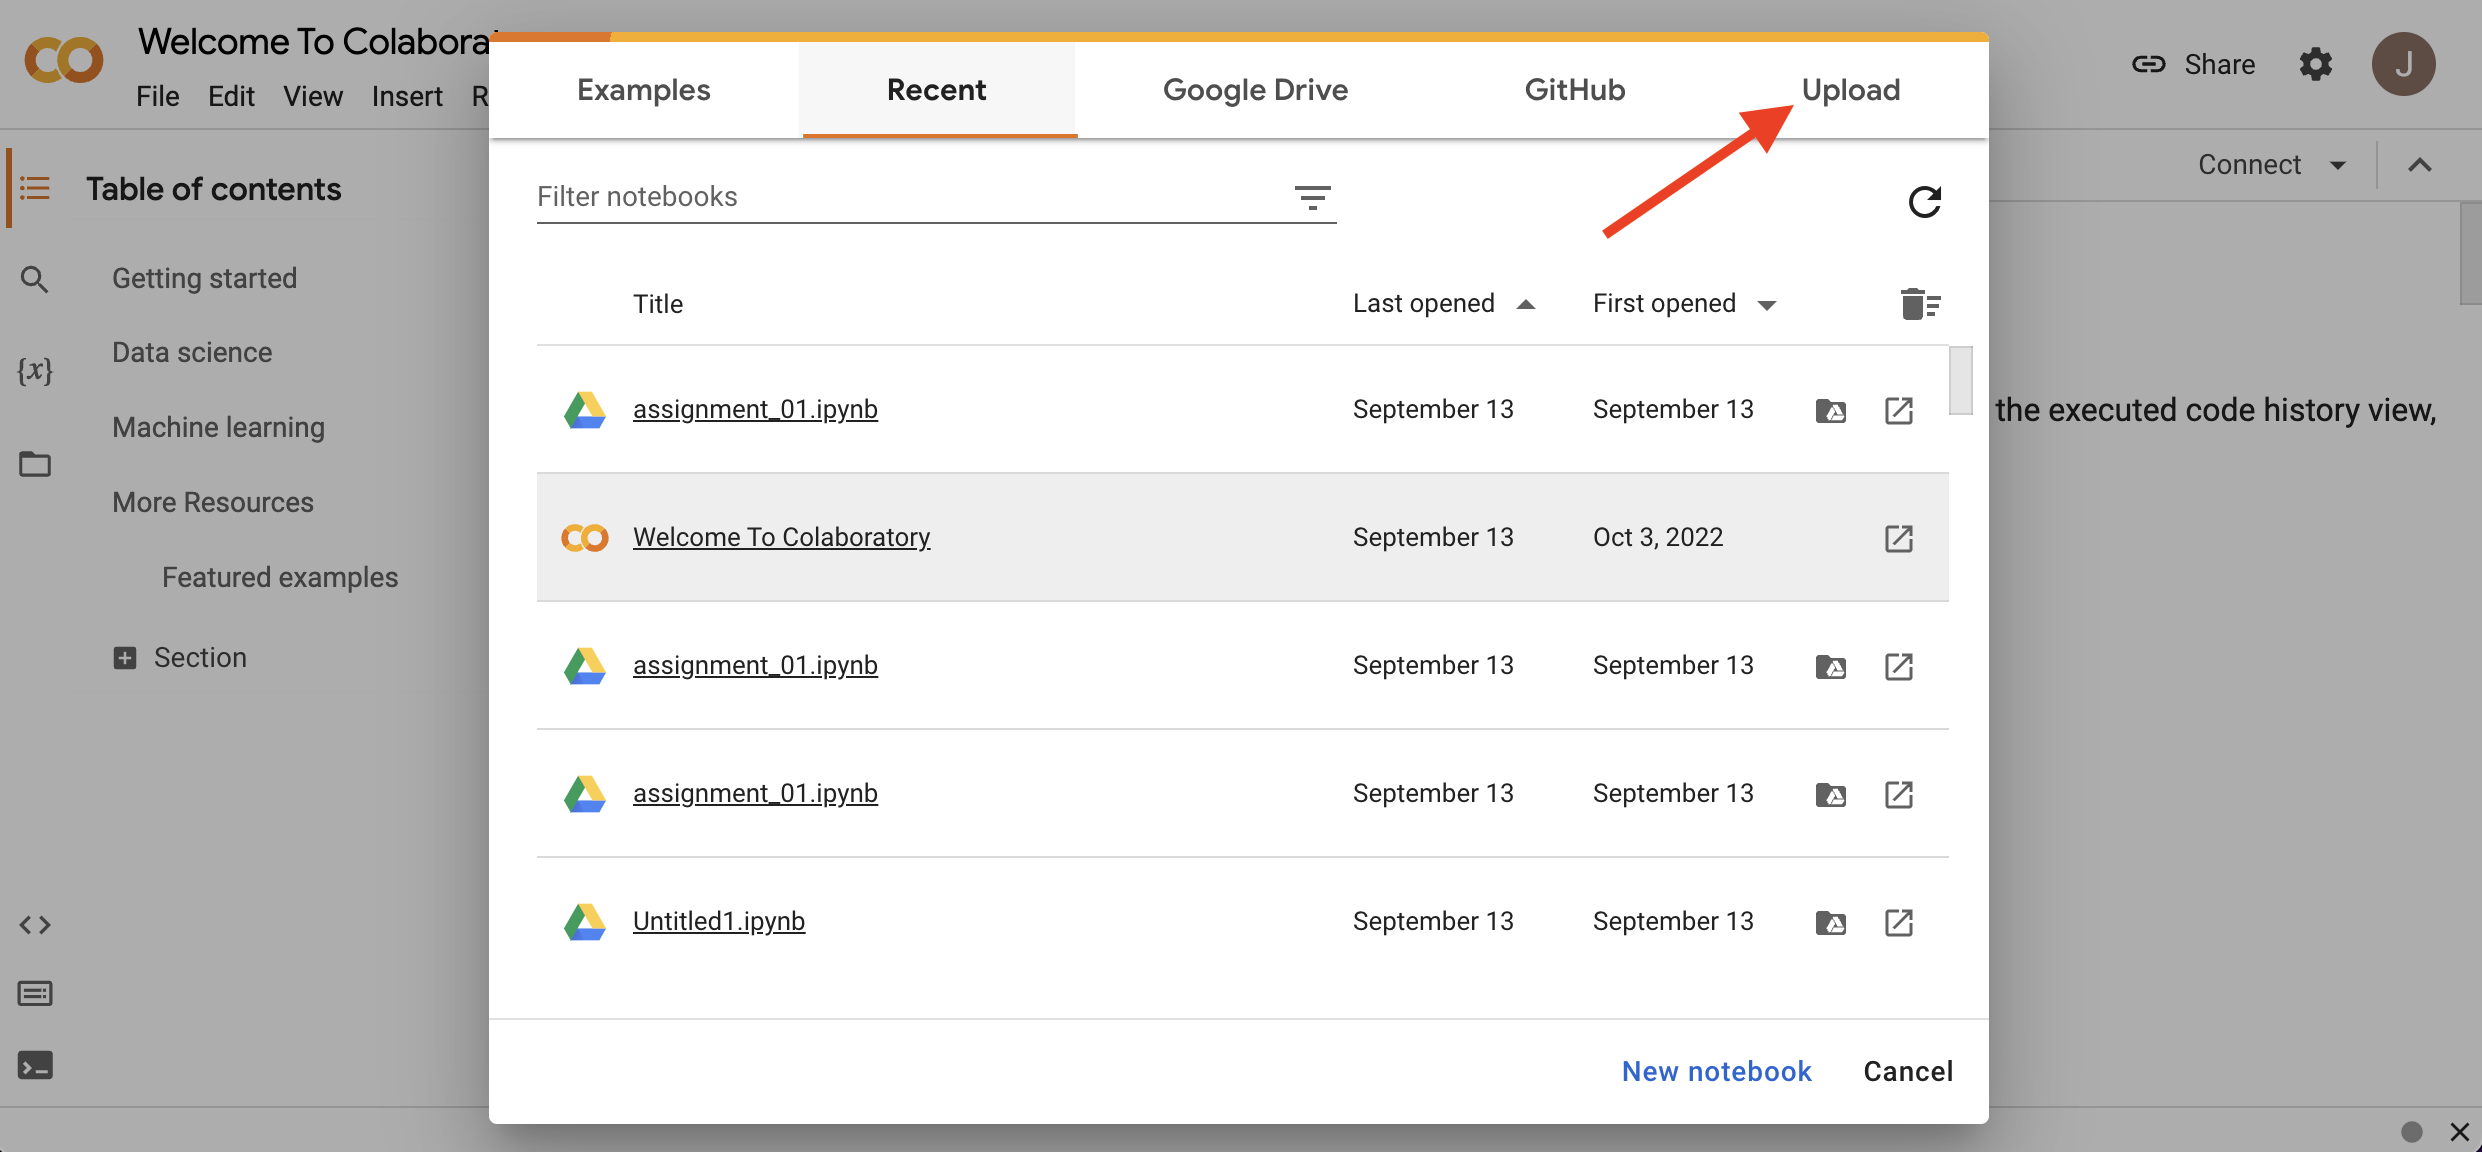 Welcome To Colabora
File Edit View Insert R
Share
J
Connect
Table of contents
Getting started
Data science
Machine learning
More Resources
Featured examples
Section
{x}
the executed code history view,
Examples Recent Google Drive GitHub Upload
Filter notebooks
Title Last opened First opened
assignment_01.ipynb September 13 September 13
Welcome To Colaboratory September 13 Oct 3, 2022
assignment_01.ipynb September 13 September 13
assignment_01.ipynb September 13 September 13
Untitled1.ipynb September 13 September 13
New notebook Cancel